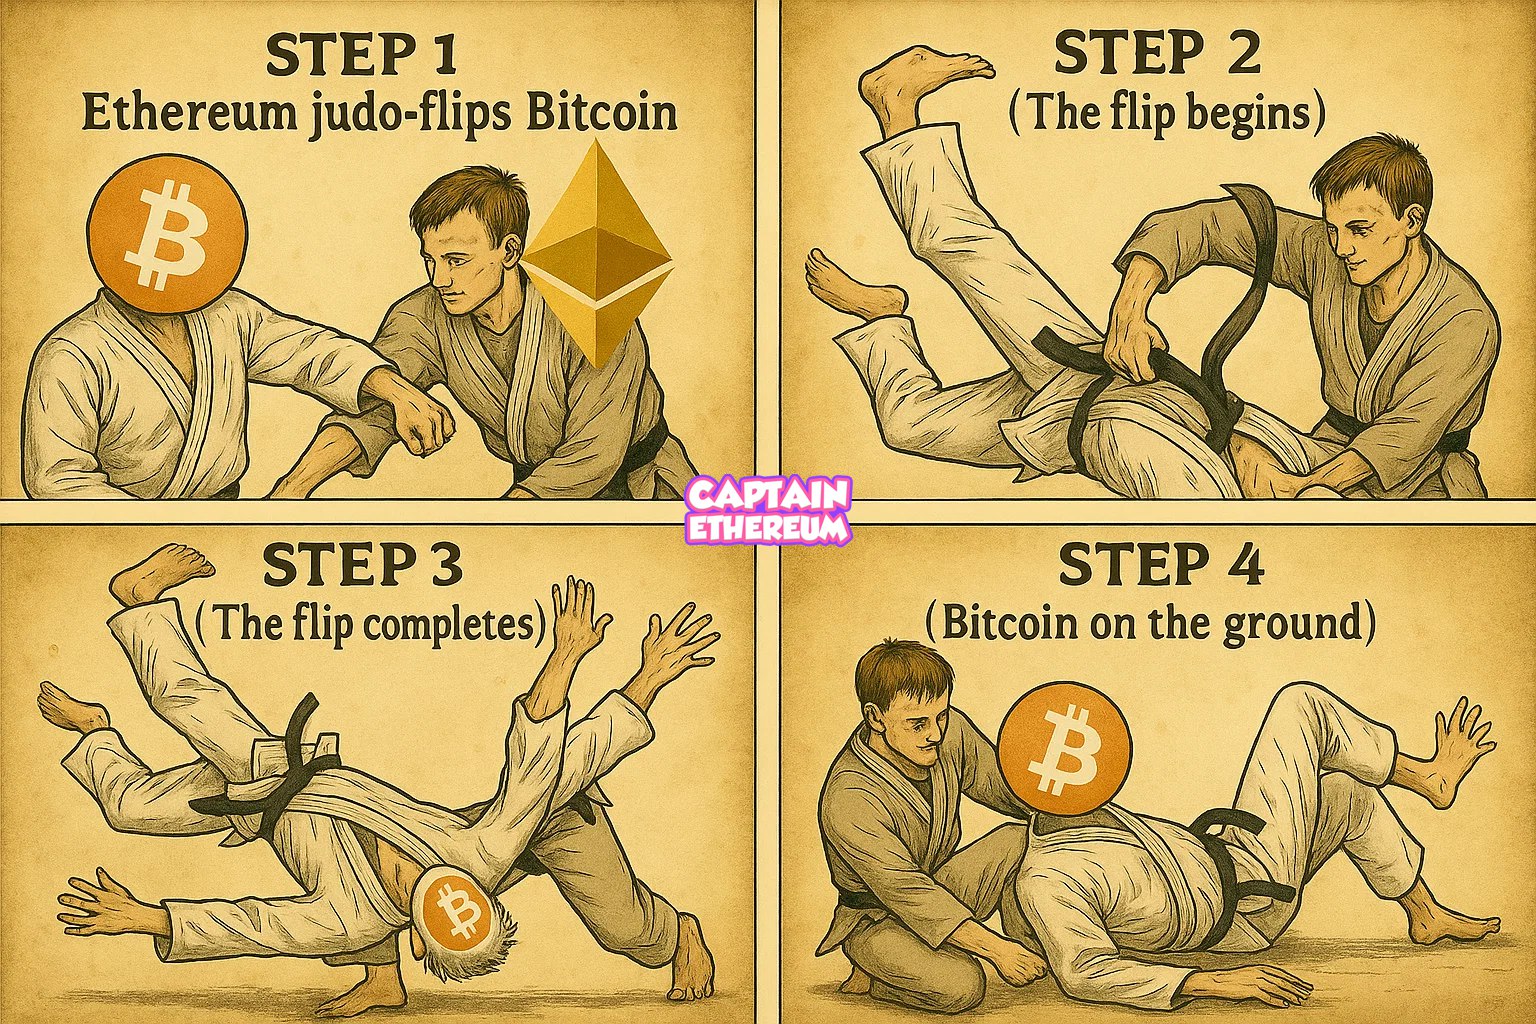 STEP 1
Ethereum judo-flips Bitcoin
STEP 2
(The flip begins)
CAPTAIN
ETHEREUM
STEP 3
(The flip completes)
STEP 4
(Bitcoin on the ground)